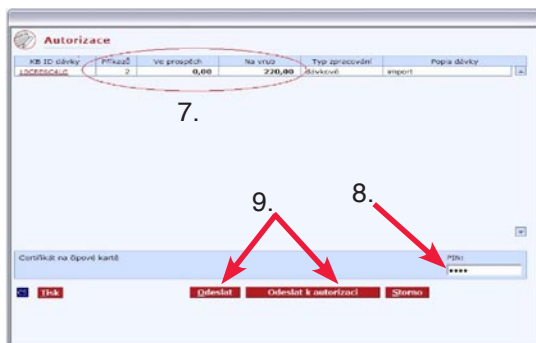 Autorizace
KB ID dávky Příkazů Ve prospěch Na vrub Typ zpracování Popis dávky
2 0,00 220,00 dávkově import
7.
9. 8.
Certifikát na čipové kartě PIN:
••••
Tisk Odeslat Odeslat k autorizaci Storno